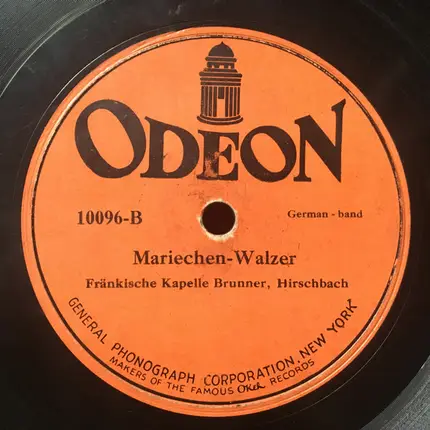 ODEON
10096-B
German - band
Mariechen-Walzer
Fränkische Kapelle Brunner, Hirschbach
GENERAL PHONOGRAPH CORPORATION, NEW YORK
MAKERS OF THE FAMOUS OKeh RECORDS